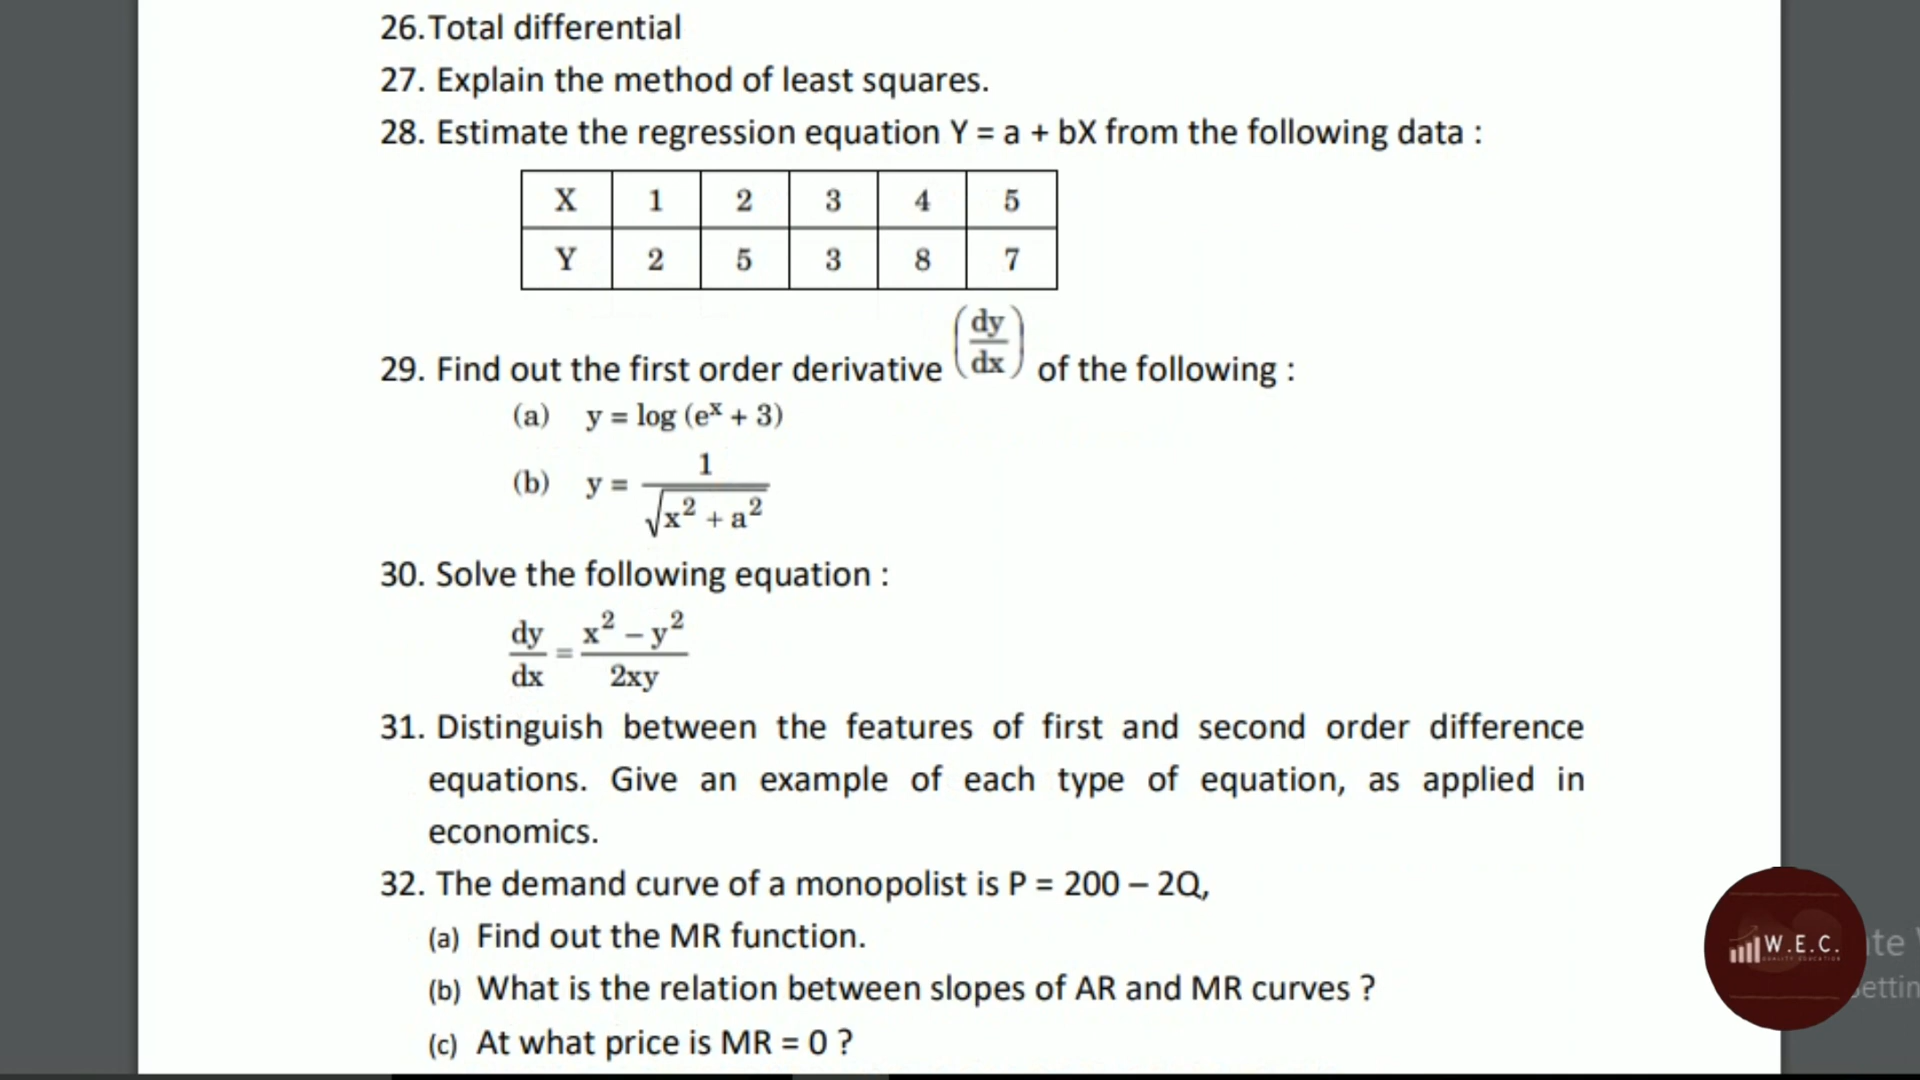 26.Total differential
27. Explain the method of least squares.
28. Estimate the regression equation Y = a + bX from the following data :
X 1 2 3 4 5
Y 2 5 3 8 7
29. Find out the first order derivative (dy/dx) of the following :
(a) y = log (eˣ + 3)
(b) y = 1/√(x² + a²)
30. Solve the following equation :
dy/dx = (x² – y²)/2xy
31. Distinguish between the features of first and second order difference
equations. Give an example of each type of equation, as applied in
economics.
32. The demand curve of a monopolist is P = 200 – 2Q,
(a) Find out the MR function.
(b) What is the relation between slopes of AR and MR curves ?
(c) At what price is MR = 0 ?
W.E.C.